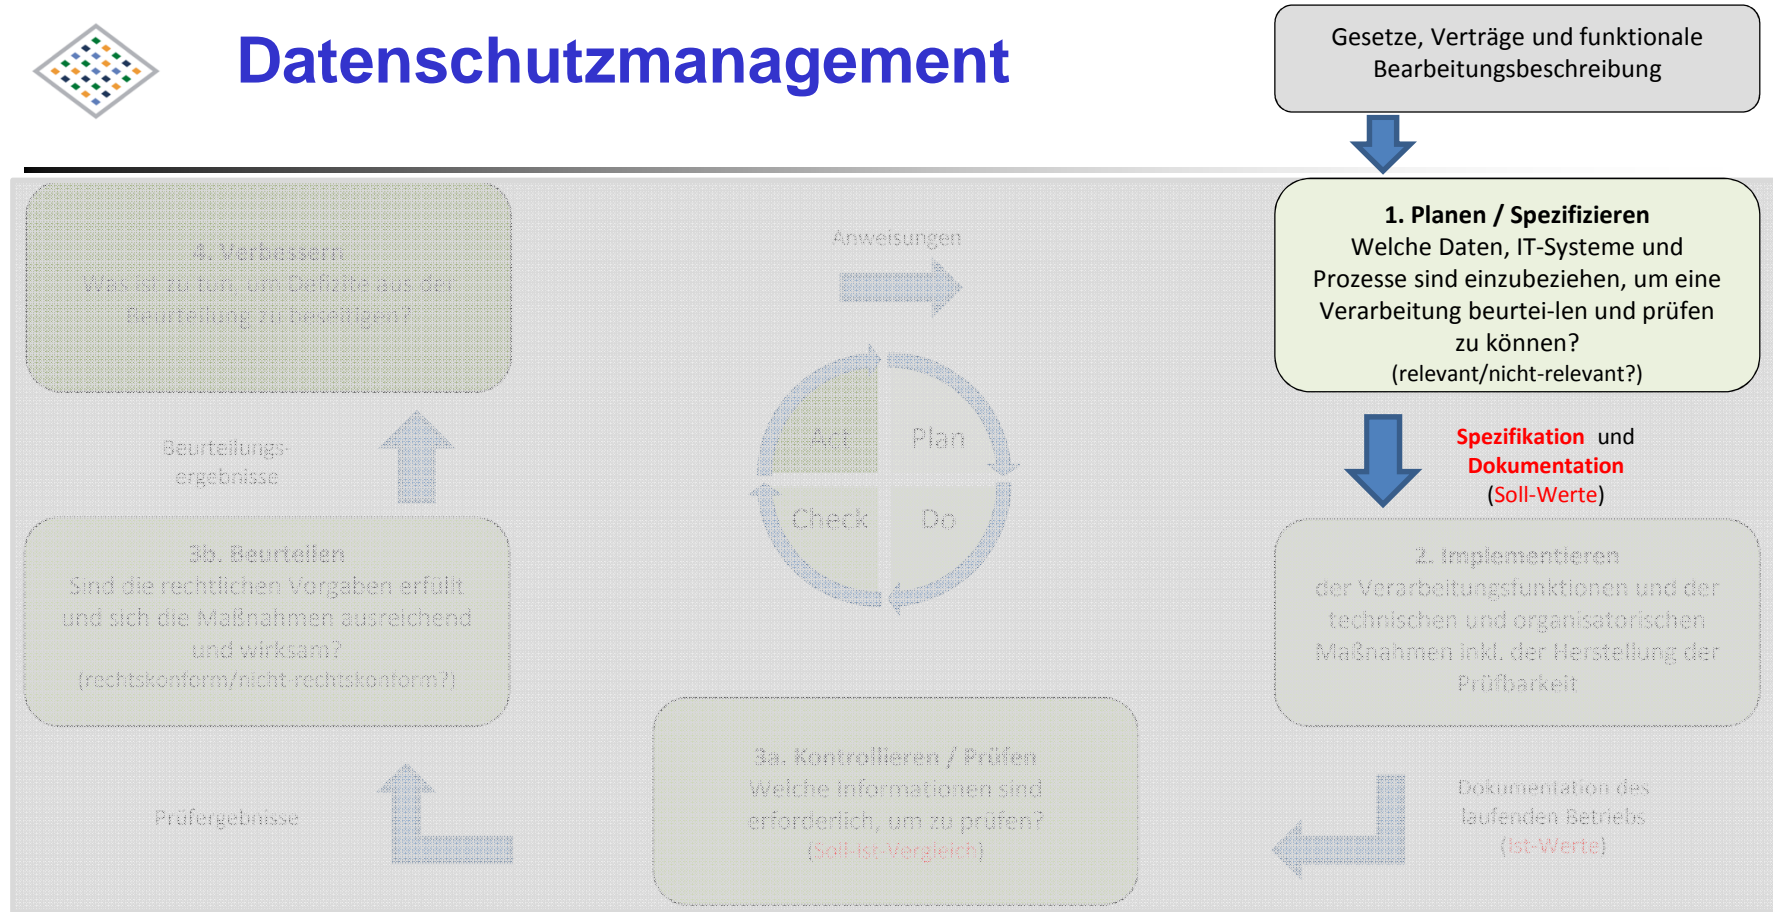 Datenschutzmanagement
Gesetze, Verträge und funktionale
Bearbeitungsbeschreibung
1. Planen / Spezifizieren
Welche Daten, IT-Systeme und
Prozesse sind einzubeziehen, um eine
Verarbeitung beurtei-len und prüfen
zu können?
(relevant/nicht-relevant?)
Spezifikation und
Dokumentation
(Soll-Werte)
2. Implementieren
der Verarbeitungsfunktionen und der
technischen und organisatorischen
Maßnahmen inkl. der Herstellung der
Prüfbarkeit
Dokumentation des
laufenden Betriebs
(Ist-Werte)
3a. Kontrollieren / Prüfen
Welche Informationen sind
erforderlich, um zu prüfen?
(Soll-Ist-Vergleich)
Prüfergebnisse
3b. Beurteilen
Sind die rechtlichen Vorgaben erfüllt
und sich die Maßnahmen ausreichend
und wirksam?
(rechtskonform/nicht-rechtskonform?)
Beurteilungs-
ergebnisse
4. Verbessern
Was ist zu tun, um Defizite aus der
Beurteilung zu beseitigen?
Anweisungen
Act
Plan
Check
Do